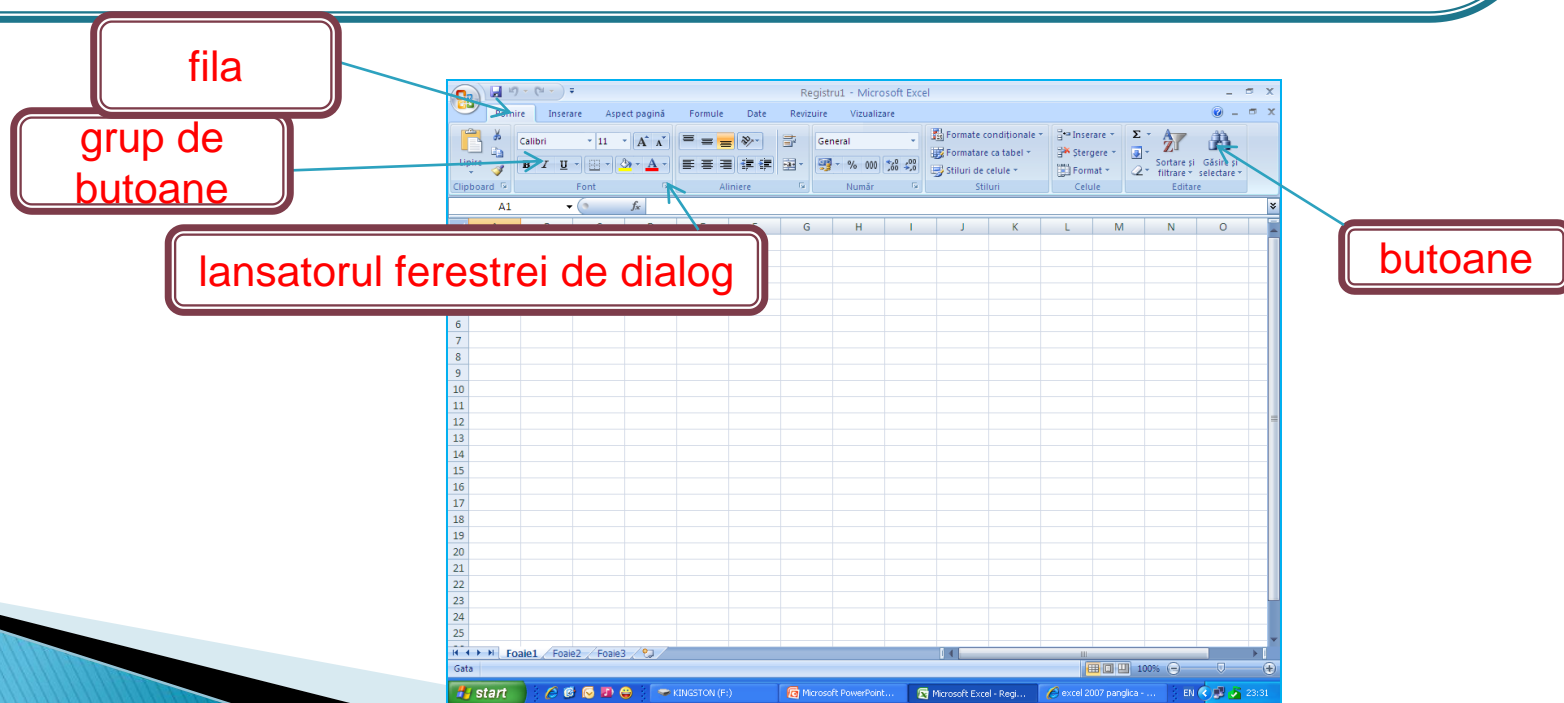 fila
grup de
butoane
lansatorul ferestrei de dialog
butoane
Registru1 - Microsoft Excel
Pornire Inserare Aspect pagină Formule Date Revizuire Vizualizare
Calibri 11 A A General Formate condiționale Inserare Σ
Lipire B I U A % 000 Formatare ca tabel Ștergere Sortare și Găsire și
Stiluri de celule Format filtrare selectare
Clipboard Font Aliniere Număr Stiluri Celule Editare
A1 fx
G H I J K L M N O
6
7
8
9
10
11
12
13
14
15
16
17
18
19
20
21
22
23
24
25
Foaie1 Foaie2 Foaie3
Gata 100%
start KINGSTON (F:) Microsoft PowerPoint... Microsoft Excel - Regi... excel 2007 panglica - ... EN 23:31